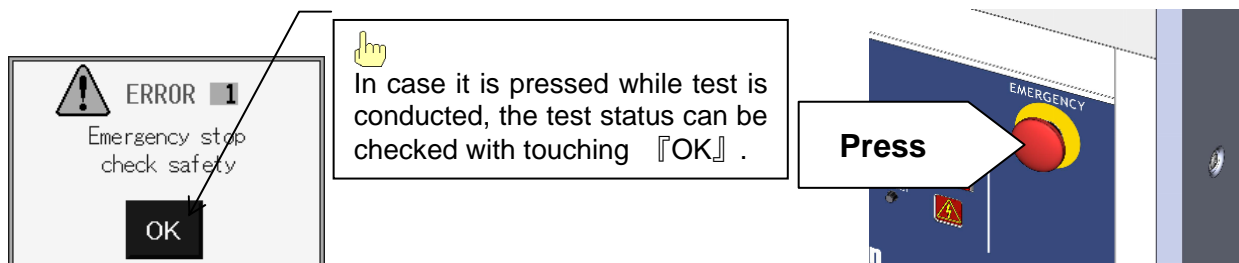 ERROR 1
Emergency stop
check safety
OK
In case it is pressed while test is
conducted, the test status can be
checked with touching 『OK』.
Press
EMERGENCY